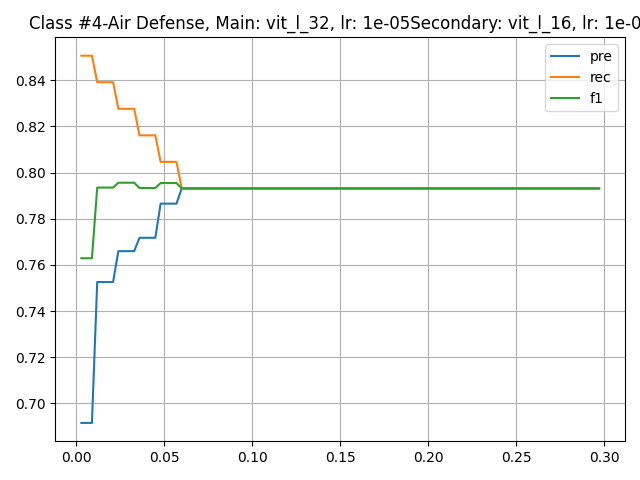 Class #4-Air Defense, Main: vit_l_32, lr: 1e-05Secondary: vit_l_16, lr: 1e-0
pre
rec
f1
0.84
0.82
0.80
0.78
0.76
0.74
0.72
0.70
0.00 0.05 0.10 0.15 0.20 0.25 0.30